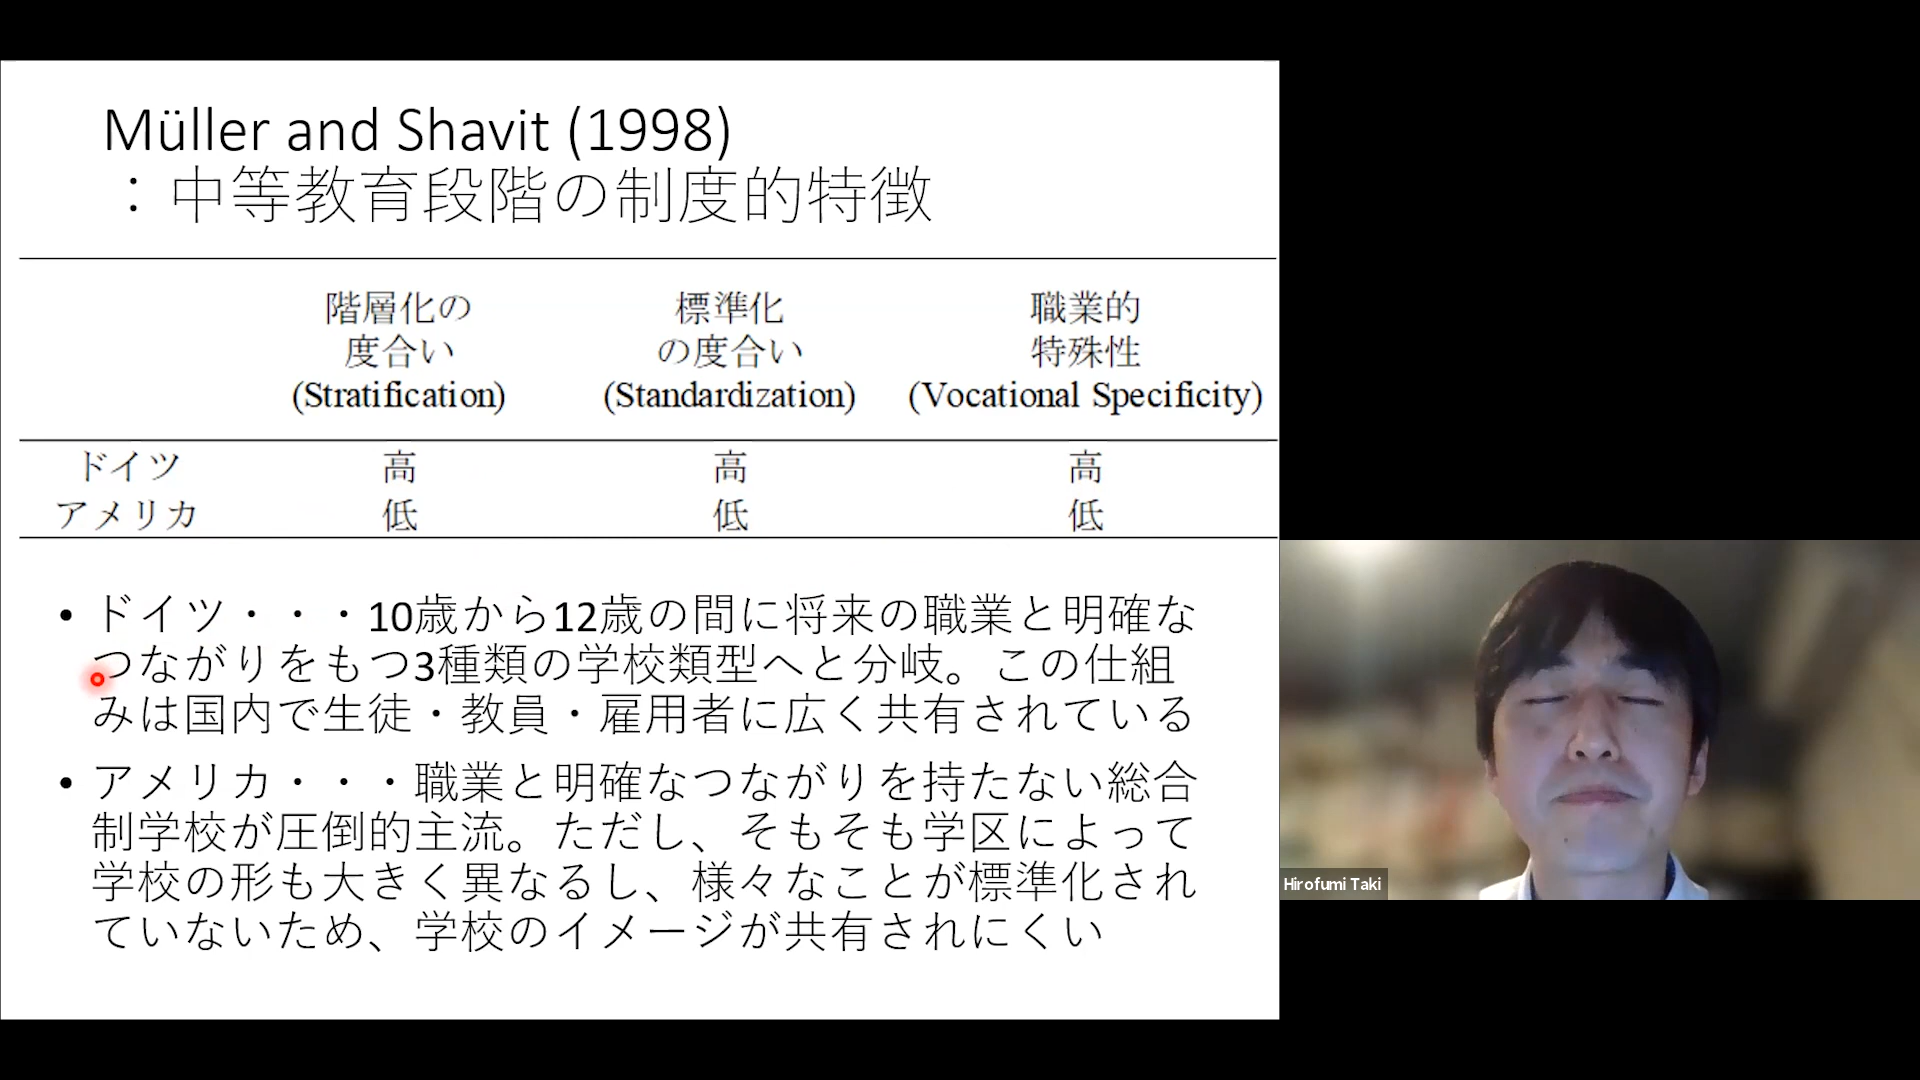 Müller and Shavit (1998)
：中等教育段階の制度的特徴
階層化の 標準化 職業的
度合い の度合い 特殊性
(Stratification) (Standardization) (Vocational Specificity)
ドイツ 高 高 高
アメリカ 低 低 低
• ドイツ・・・10歳から12歳の間に将来の職業と明確な
つながりをもつ3種類の学校類型へと分岐。この仕組
みは国内で生徒・教員・雇用者に広く共有されている
• アメリカ・・・職業と明確なつながりを持たない総合
制学校が圧倒的主流。ただし、そもそも学区によって
学校の形も大きく異なるし、様々なことが標準化され
ていないため、学校のイメージが共有されにくい
Hirofumi Taki